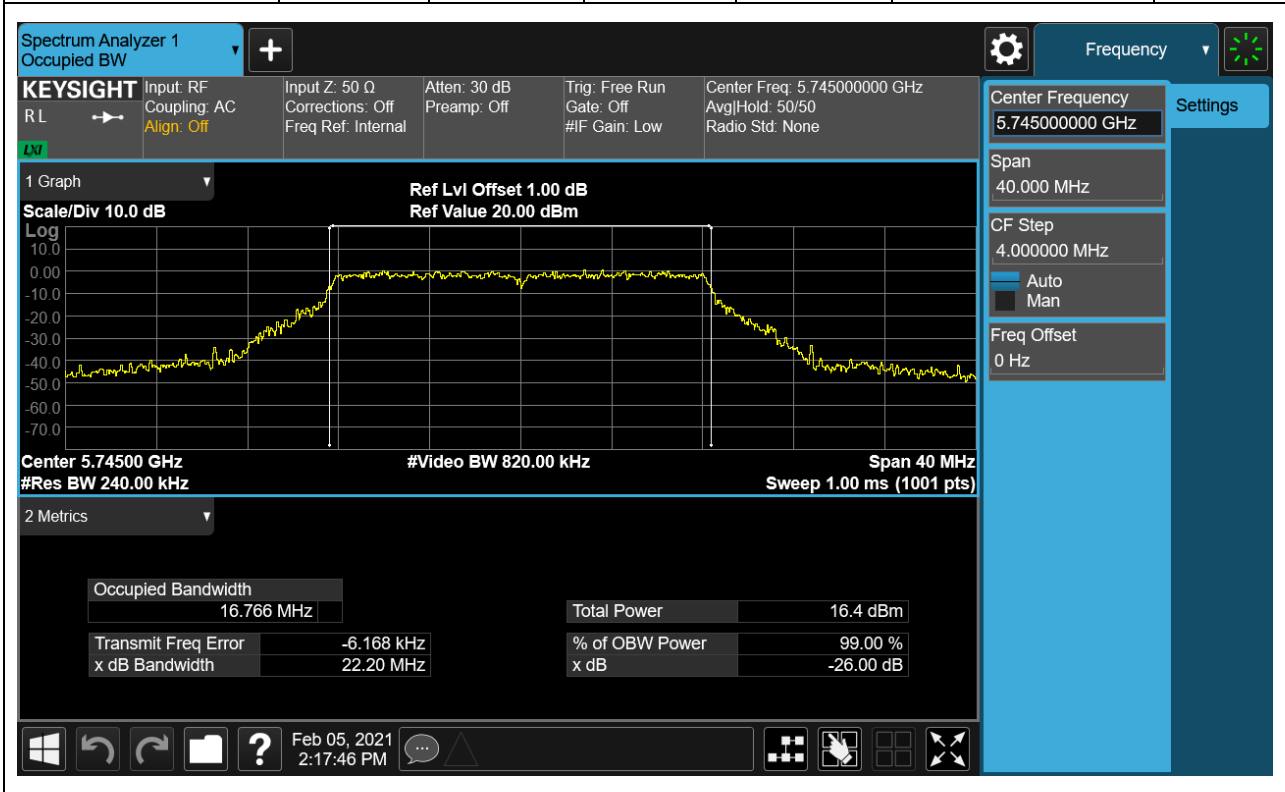 Spectrum Analyzer 1
Occupied BW
Frequency
KEYSIGHT
RL
LXI
Input: RF
Coupling: AC
Align: Off
Input Z: 50 Ω
Corrections: Off
Freq Ref: Internal
Atten: 30 dB
Preamp: Off
Trig: Free Run
Gate: Off
#IF Gain: Low
Center Freq: 5.745000000 GHz
Avg|Hold: 50/50
Radio Std: None
Center Frequency
5.745000000 GHz
Settings
Span
40.000 MHz
CF Step
4.000000 MHz
Auto
Man
Freq Offset
0 Hz
1 Graph
Scale/Div 10.0 dB
Ref Lvl Offset 1.00 dB
Ref Value 20.00 dBm
Log
10.0
0.00
-10.0
-20.0
-30.0
-40.0
-50.0
-60.0
-70.0
Center 5.74500 GHz
#Video BW 820.00 kHz
Span 40 MHz
#Res BW 240.00 kHz
Sweep 1.00 ms (1001 pts)
2 Metrics
Occupied Bandwidth
16.766 MHz
Total Power 16.4 dBm
Transmit Freq Error -6.168 kHz
% of OBW Power 99.00 %
x dB Bandwidth 22.20 MHz
x dB -26.00 dB
?
Feb 05, 2021
2:17:46 PM